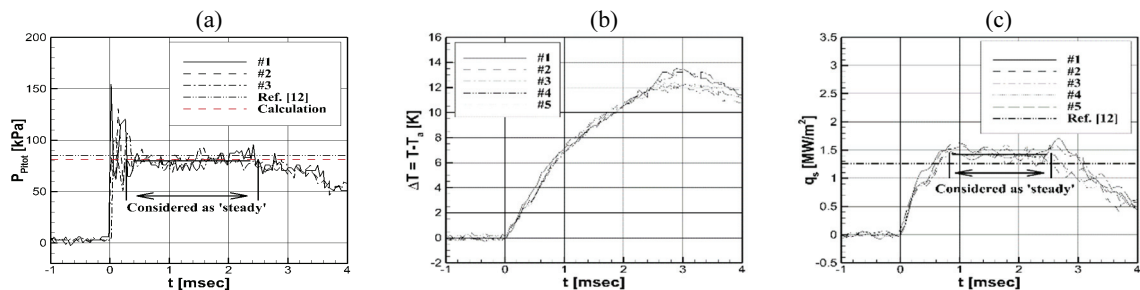 (a)
(b)
(c)
P_Pitot [kPa]
200
150
100
50
0
-1 0 1 2 3 4
t [msec]
#1
#2
#3
Ref. [12]
Calculation
Considered as 'steady'
ΔT = T-T_a [K]
16
14
12
10
8
6
4
2
0
-2
-1 0 1 2 3 4
t [msec]
#1
#2
#3
#4
#5
q_s [MW/m²]
3.5
3
2.5
2
1.5
1
0.5
0
-0.5
-1 0 1 2 3 4
t [msec]
#1
#2
#3
#4
#5
Ref. [12]
Considered as 'steady'